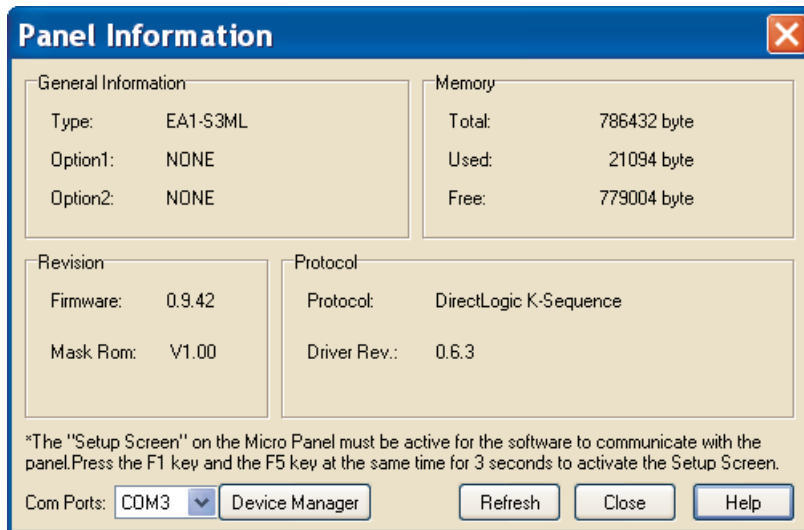 Panel Information
General Information
Type: EA1-S3ML
Option1: NONE
Option2: NONE
Memory
Total: 786432 byte
Used: 21094 byte
Free: 779004 byte
Revision
Firmware: 0.9.42
Mask Rom: V1.00
Protocol
Protocol: DirectLogic K-Sequence
Driver Rev.: 0.6.3
*The "Setup Screen" on the Micro Panel must be active for the software to communicate with the
panel.Press the F1 key and the F5 key at the same time for 3 seconds to activate the Setup Screen.
Com Ports: COM3 Device Manager Refresh Close Help